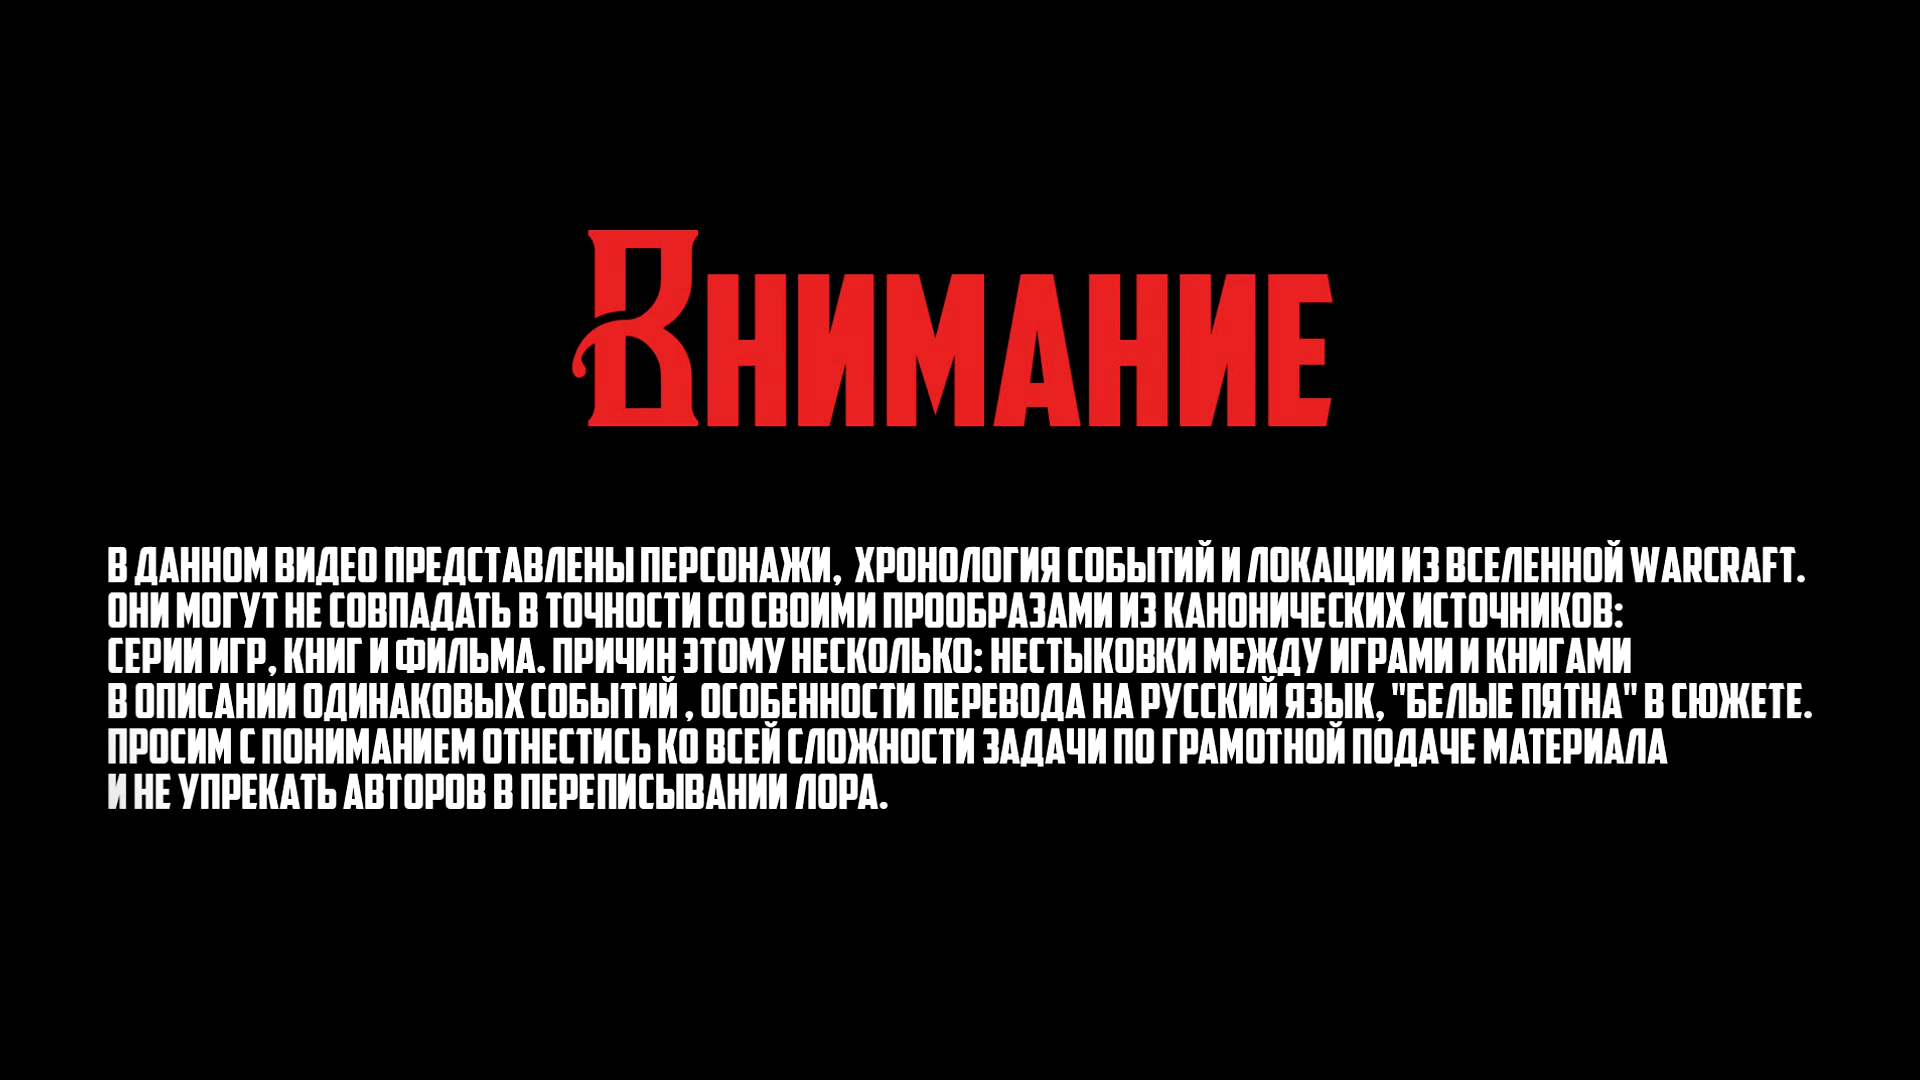 Внимание
В ДАННОМ ВИДЕО ПРЕДСТАВЛЕНЫ ПЕРСОНАЖИ, ХРОНОЛОГИЯ СОБЫТИЙ И ЛОКАЦИИ ИЗ ВСЕЛЕННОЙ WARCRAFT.
ОНИ МОГУТ НЕ СОВПАДАТЬ В ТОЧНОСТИ СО СВОИМИ ПРООБРАЗАМИ ИЗ КАНОНИЧЕСКИХ ИСТОЧНИКОВ:
СЕРИИ ИГР, КНИГ И ФИЛЬМА. ПРИЧИН ЭТОМУ НЕСКОЛЬКО: НЕСТЫКОВКИ МЕЖДУ ИГРАМИ И КНИГАМИ
В ОПИСАНИИ ОДИНАКОВЫХ СОБЫТИЙ , ОСОБЕННОСТИ ПЕРЕВОДА НА РУССКИЙ ЯЗЫК, "БЕЛЫЕ ПЯТНА" В СЮЖЕТЕ.
ПРОСИМ С ПОНИМАНИЕМ ОТНЕСТИСЬ КО ВСЕЙ СЛОЖНОСТИ ЗАДАЧИ ПО ГРАМОТНОЙ ПОДАЧЕ МАТЕРИАЛА
И НЕ УПРЕКАТЬ АВТОРОВ В ПЕРЕПИСЫВАНИИ ЛОРА.